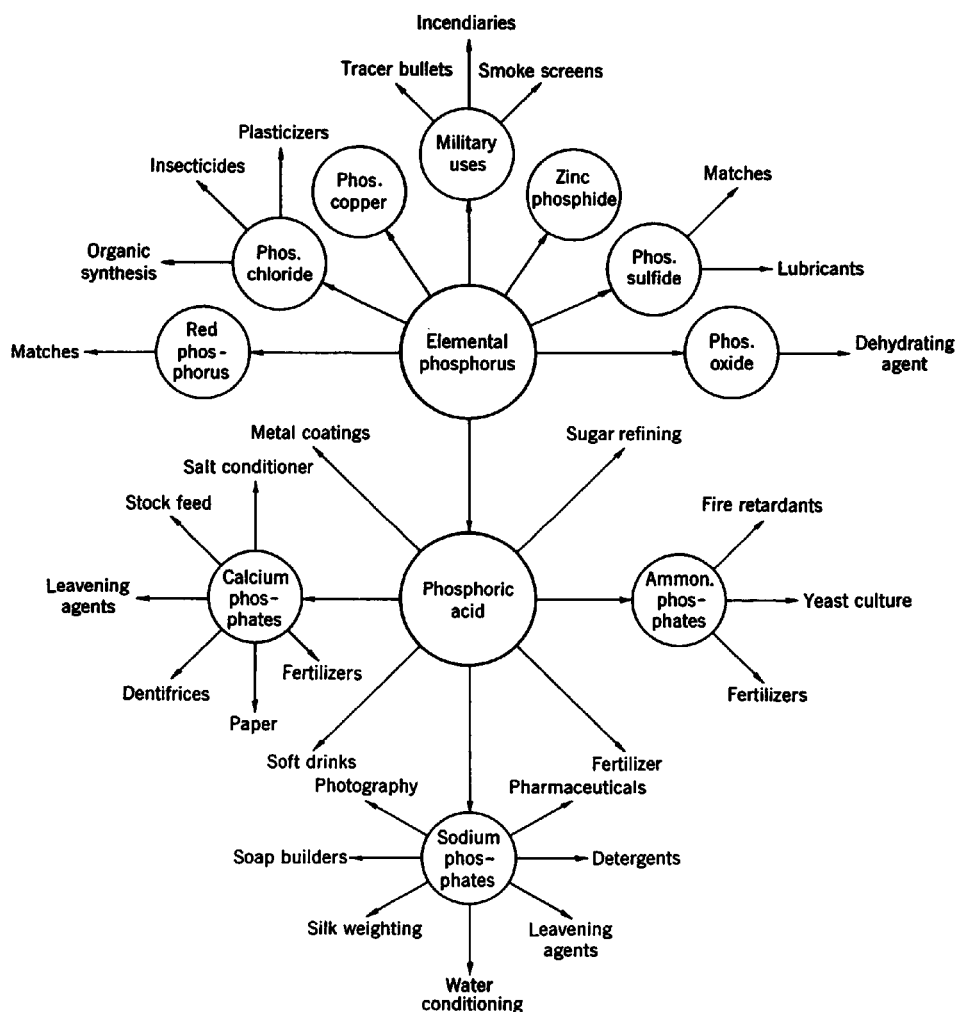 Incendiaries
Tracer bullets
Smoke screens
Plasticizers
Military
uses
Insecticides
Phos.
copper
Zinc
phosphide
Matches
Organic
synthesis
Phos.
chloride
Phos.
sulfide
Lubricants
Matches
Red
phos-
phorus
Elemental
phosphorus
Phos.
oxide
Dehydrating
agent
Metal coatings
Sugar refining
Salt conditioner
Stock feed
Fire retardants
Leavening
agents
Calcium
phos-
phates
Phosphoric
acid
Ammon.
phos-
phates
Yeast culture
Dentifrices
Paper
Fertilizers
Fertilizers
Soft drinks
Fertilizer
Photography
Pharmaceuticals
Soap builders
Sodium
phos-
phates
Detergents
Silk weighting
Leavening
agents
Water
conditioning